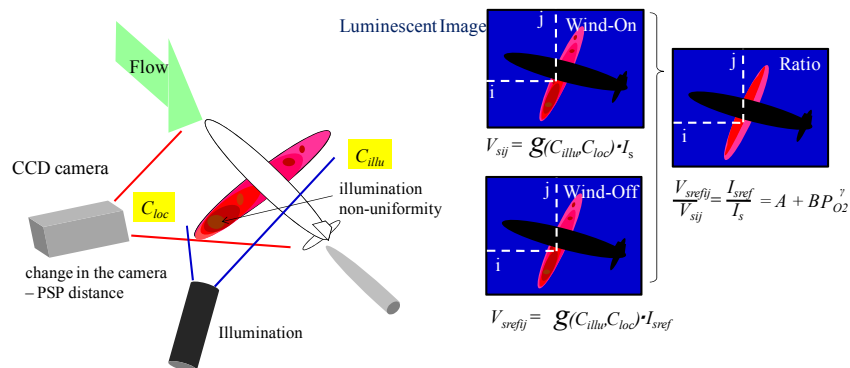 Flow
CCD camera
C_loc
C_illu
illumination
non-uniformity
change in the camera
– PSP distance
Illumination
Luminescent Image
Wind-On
j
i
V_sij = g(C_illu, C_loc)·I_s
Wind-Off
j
i
V_srefij = g(C_illu, C_loc)·I_sref
Ratio
j
i
V_srefij / V_sij = I_sref / I_s = A + BP_O2^γ